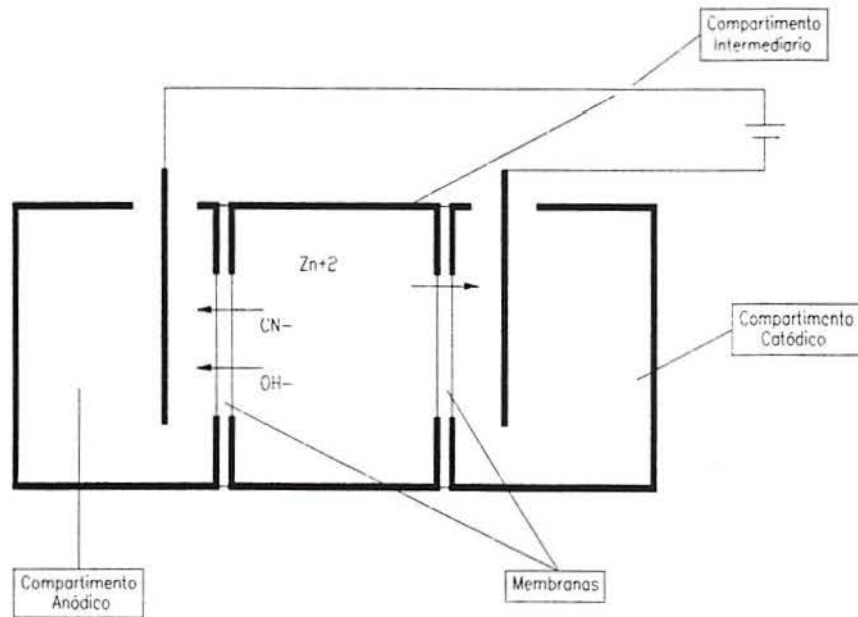 Compartimento
Intermediario
Zn+2
CN-
OH-
Compartimento
Catódico
Compartimento
Anódico
Membranas